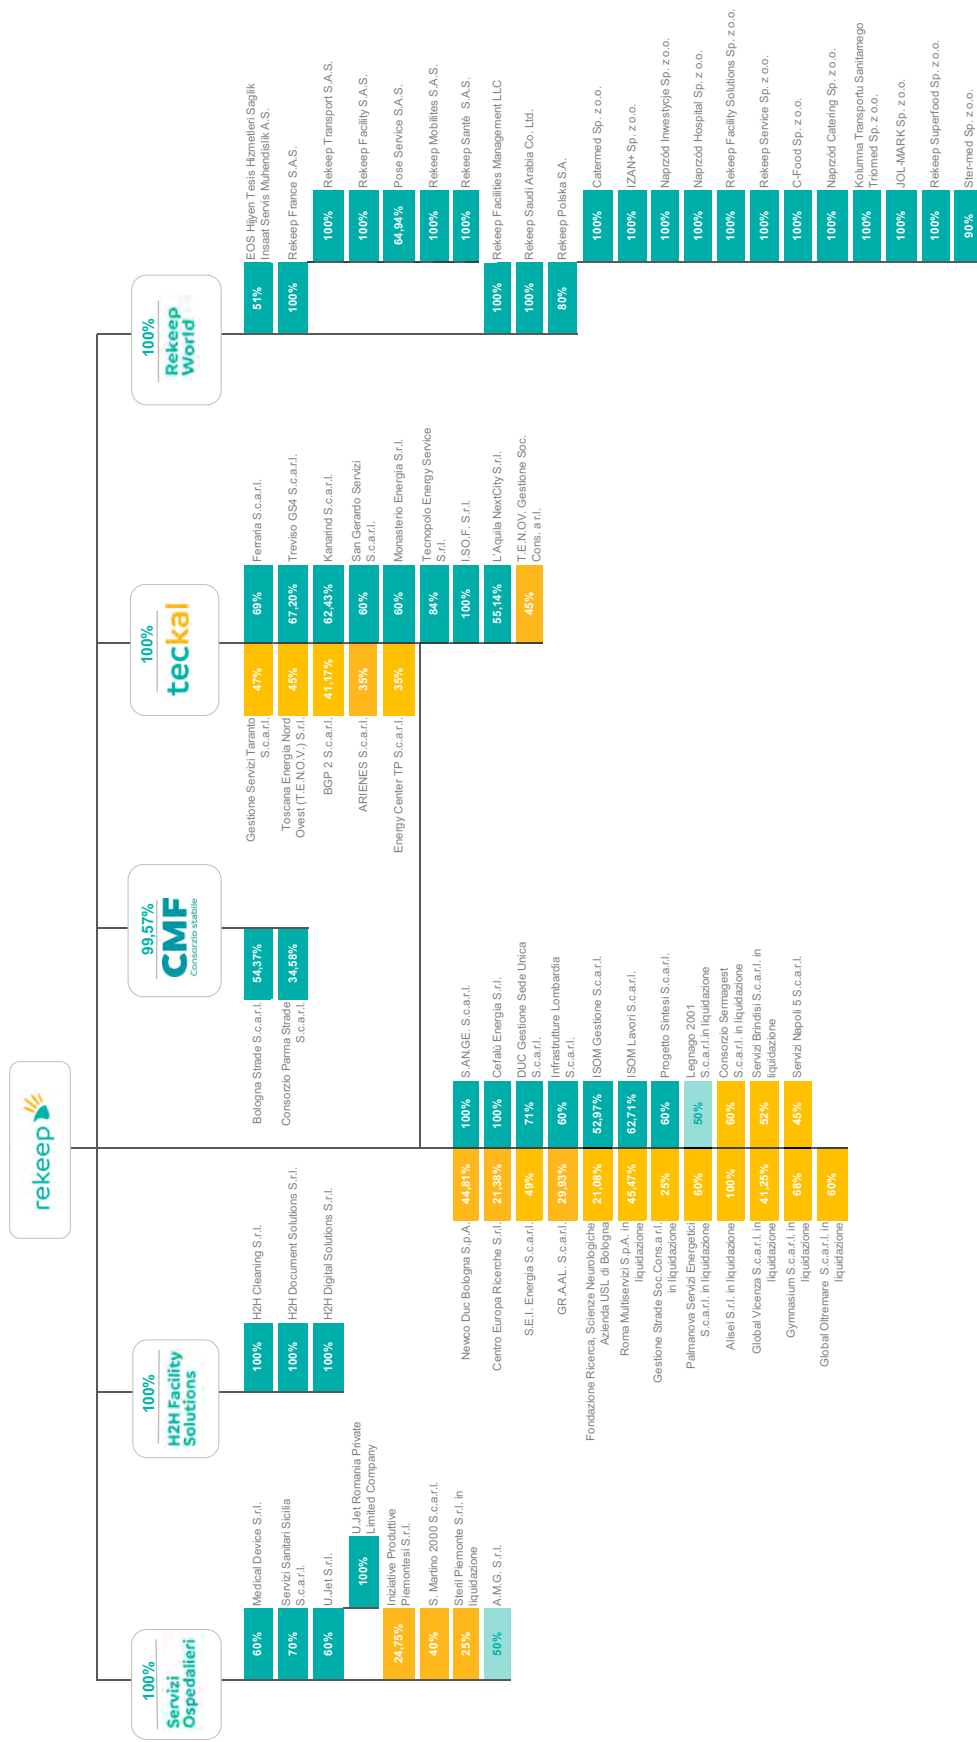 rekeep
100%
Servizi
Ospedalieri
60%
Medical Device S.r.l.
70%
Servizi Sanitari Sicilia
S.c.a.r.l.
60%
U.Jet S.r.l.
100%
U.Jet Romania Private
Limited Company
24,75%
Iniziative Produttive
Piemontesi S.r.l.
40%
S. Martino 2000 S.c.a.r.l.
25%
Steril Piemonte S.r.l. in
liquidazione
50%
A.M.G. S.r.l.
100%
H2H Facility
Solutions
100%
H2H Cleaning S.r.l.
100%
H2H Document Solutions S.r.l.
100%
H2H Digital Solutions S.r.l.
Newco Duc Bologna S.p.A.
44,81%
100%
S.AN.GE. S.c.a.r.l.
Centro Europa Ricerche S.r.l.
21,38%
100%
Cefalù Energia S.r.l.
S.E.I. Energia S.c.a r.l.
49%
71%
DUC Gestione Sede Unica
S.c.a.r.l.
GR.A.AL. S.c.a.r.l.
29,93%
60%
Infrastrutture Lombardia
S.c.a.r.l.
Fondazione Ricerca, Scienze Neurologiche
Azienda USL di Bologna
21,08%
52,97%
ISOM Gestione S.c.a.r.l.
Roma Multiservizi S.p.A. in
liquidazione
45,47%
62,71%
ISOM Lavori S.c.a.r.l.
Gestione Strade Soc.Cons.a r.l.
in liquidazione
25%
60%
Progetto Sintesi S.c.a.r.l.
Palmanova Servizi Energetici
S.c.a r.l. in liquidazione
60%
50%
Legnago 2001
S.c.a.r.l.in liquidazione
Alisei S.r.l. in liquidazione
100%
60%
Consorzio Sermagest
S.c.a r.l. in liquidazione
Global Vicenza S.c.a r.l. in
liquidazione
41,25%
52%
Servizi Brindisi S.c.a r.l. in
liquidazione
Gymnasium S.c.a r.l. in
liquidazione
68%
45%
Servizi Napoli 5 S.c.a r.l.
Global Oltremare S.c.a r.l. in
liquidazione
60%
99,57%
CMF
Consorzio stabile
Bologna Strade S.c.a r.l.
54,37%
Consorzio Parma Strade
S.c.a r.l.
34,58%
100%
teckal
Gestione Servizi Taranto
S.c.a r.l.
47%
69%
Ferraria S.c.a r.l.
Toscana Energia Nord
Ovest (T.E.N.O.V.) S.r.l.
45%
67,20%
Treviso GS4 S.c.a r.l.
BGP 2 S.c.a r.l.
41,17%
62,43%
Kanarind S.c.a r.l.
ARIENES S.c.a r.l.
35%
60%
San Gerardo Servizi
S.c.a r.l.
Energy Center TP S.c.a r.l.
35%
60%
Monasterio Energia S.r.l.
84%
Tecnopolo Energy Service
S.r.l.
100%
I.SO.F. S.r.l.
55,14%
L'Aquila NextCity S.r.l.
45%
T.E.N.OV. Gestione Soc.
Cons. a r.l.
100%
Rekeep
World
51%
EOS Hijyen Tesis Hizmetleri Saglik
Insaat Servis Muhendislik A.S.
100%
Rekeep France S.A.S.
100%
Rekeep Transport S.A.S.
100%
Rekeep Facility S.A.S.
64,94%
Pose Service S.A.S.
100%
Rekeep Mobilites S.A.S.
100%
Rekeep Santè S.A.S.
100%
Rekeep Facilities Management LLC
100%
Rekeep Saudi Arabia Co. Ltd.
80%
Rekeep Polska S.A.
100%
Catermed Sp. z o.o.
100%
IZAN+ Sp. z o.o.
100%
Naprzód Inwestycje Sp. z o.o.
100%
Naprzód Hospital Sp. z o.o.
100%
Rekeep Facility Solutions Sp. z o.o.
100%
Rekeep Service Sp. z o.o.
100%
C-Food Sp. z o.o.
100%
Naprzód Catering Sp. z o.o.
100%
Kolumna Transportu Sanitarnego
Triomed Sp. z o.o.
100%
JOL-MARK Sp. z o.o.
100%
Rekeep Superfood Sp. z o.o.
90%
Ster-med Sp. z o.o.